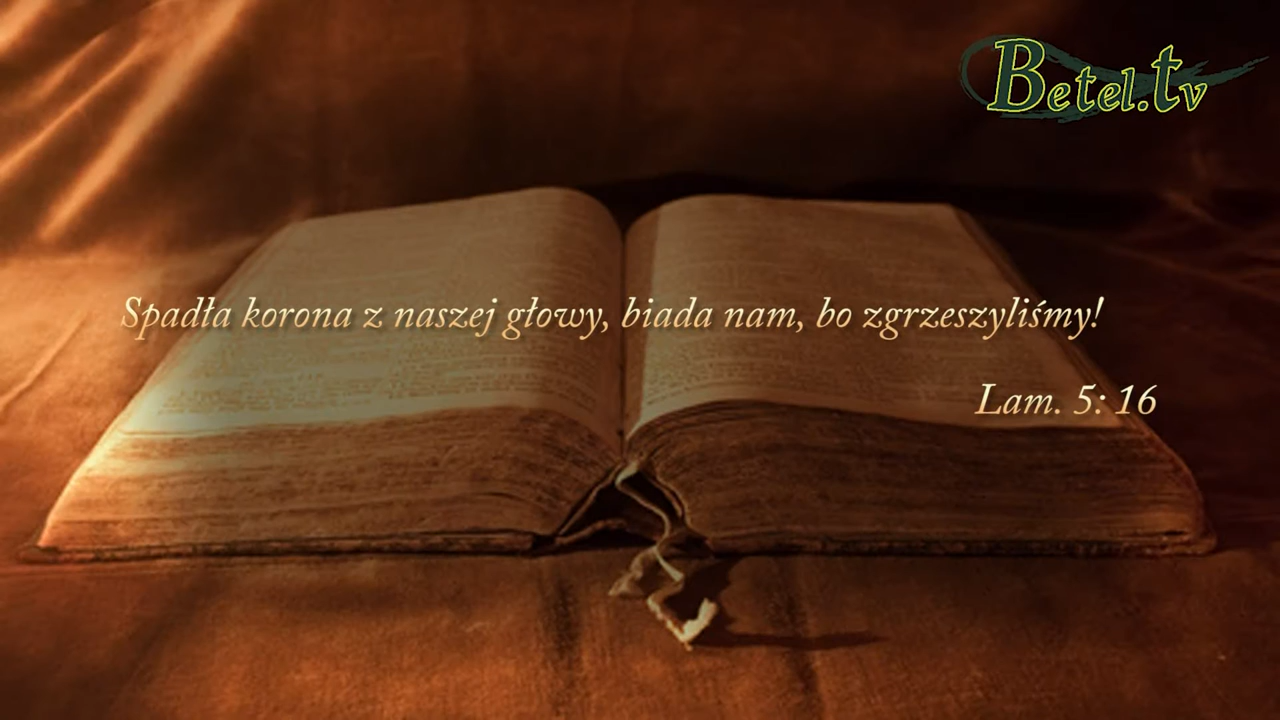 Betel.tv
Spadła korona z naszej głowy, biada nam, bo zgrzeszyliśmy!
Lam. 5: 16